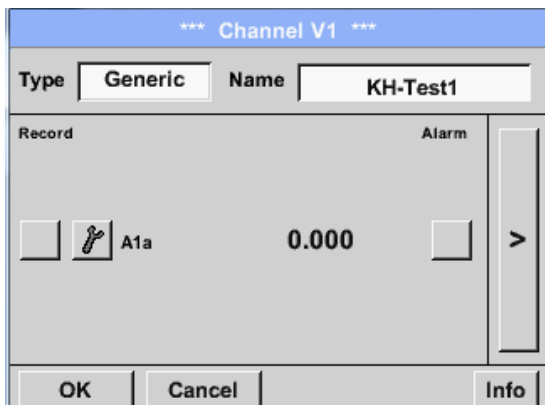 *** Channel V1 ***
Type Generic Name KH-Test1
Record Alarm
A1a 0.000 >
OK Cancel Info